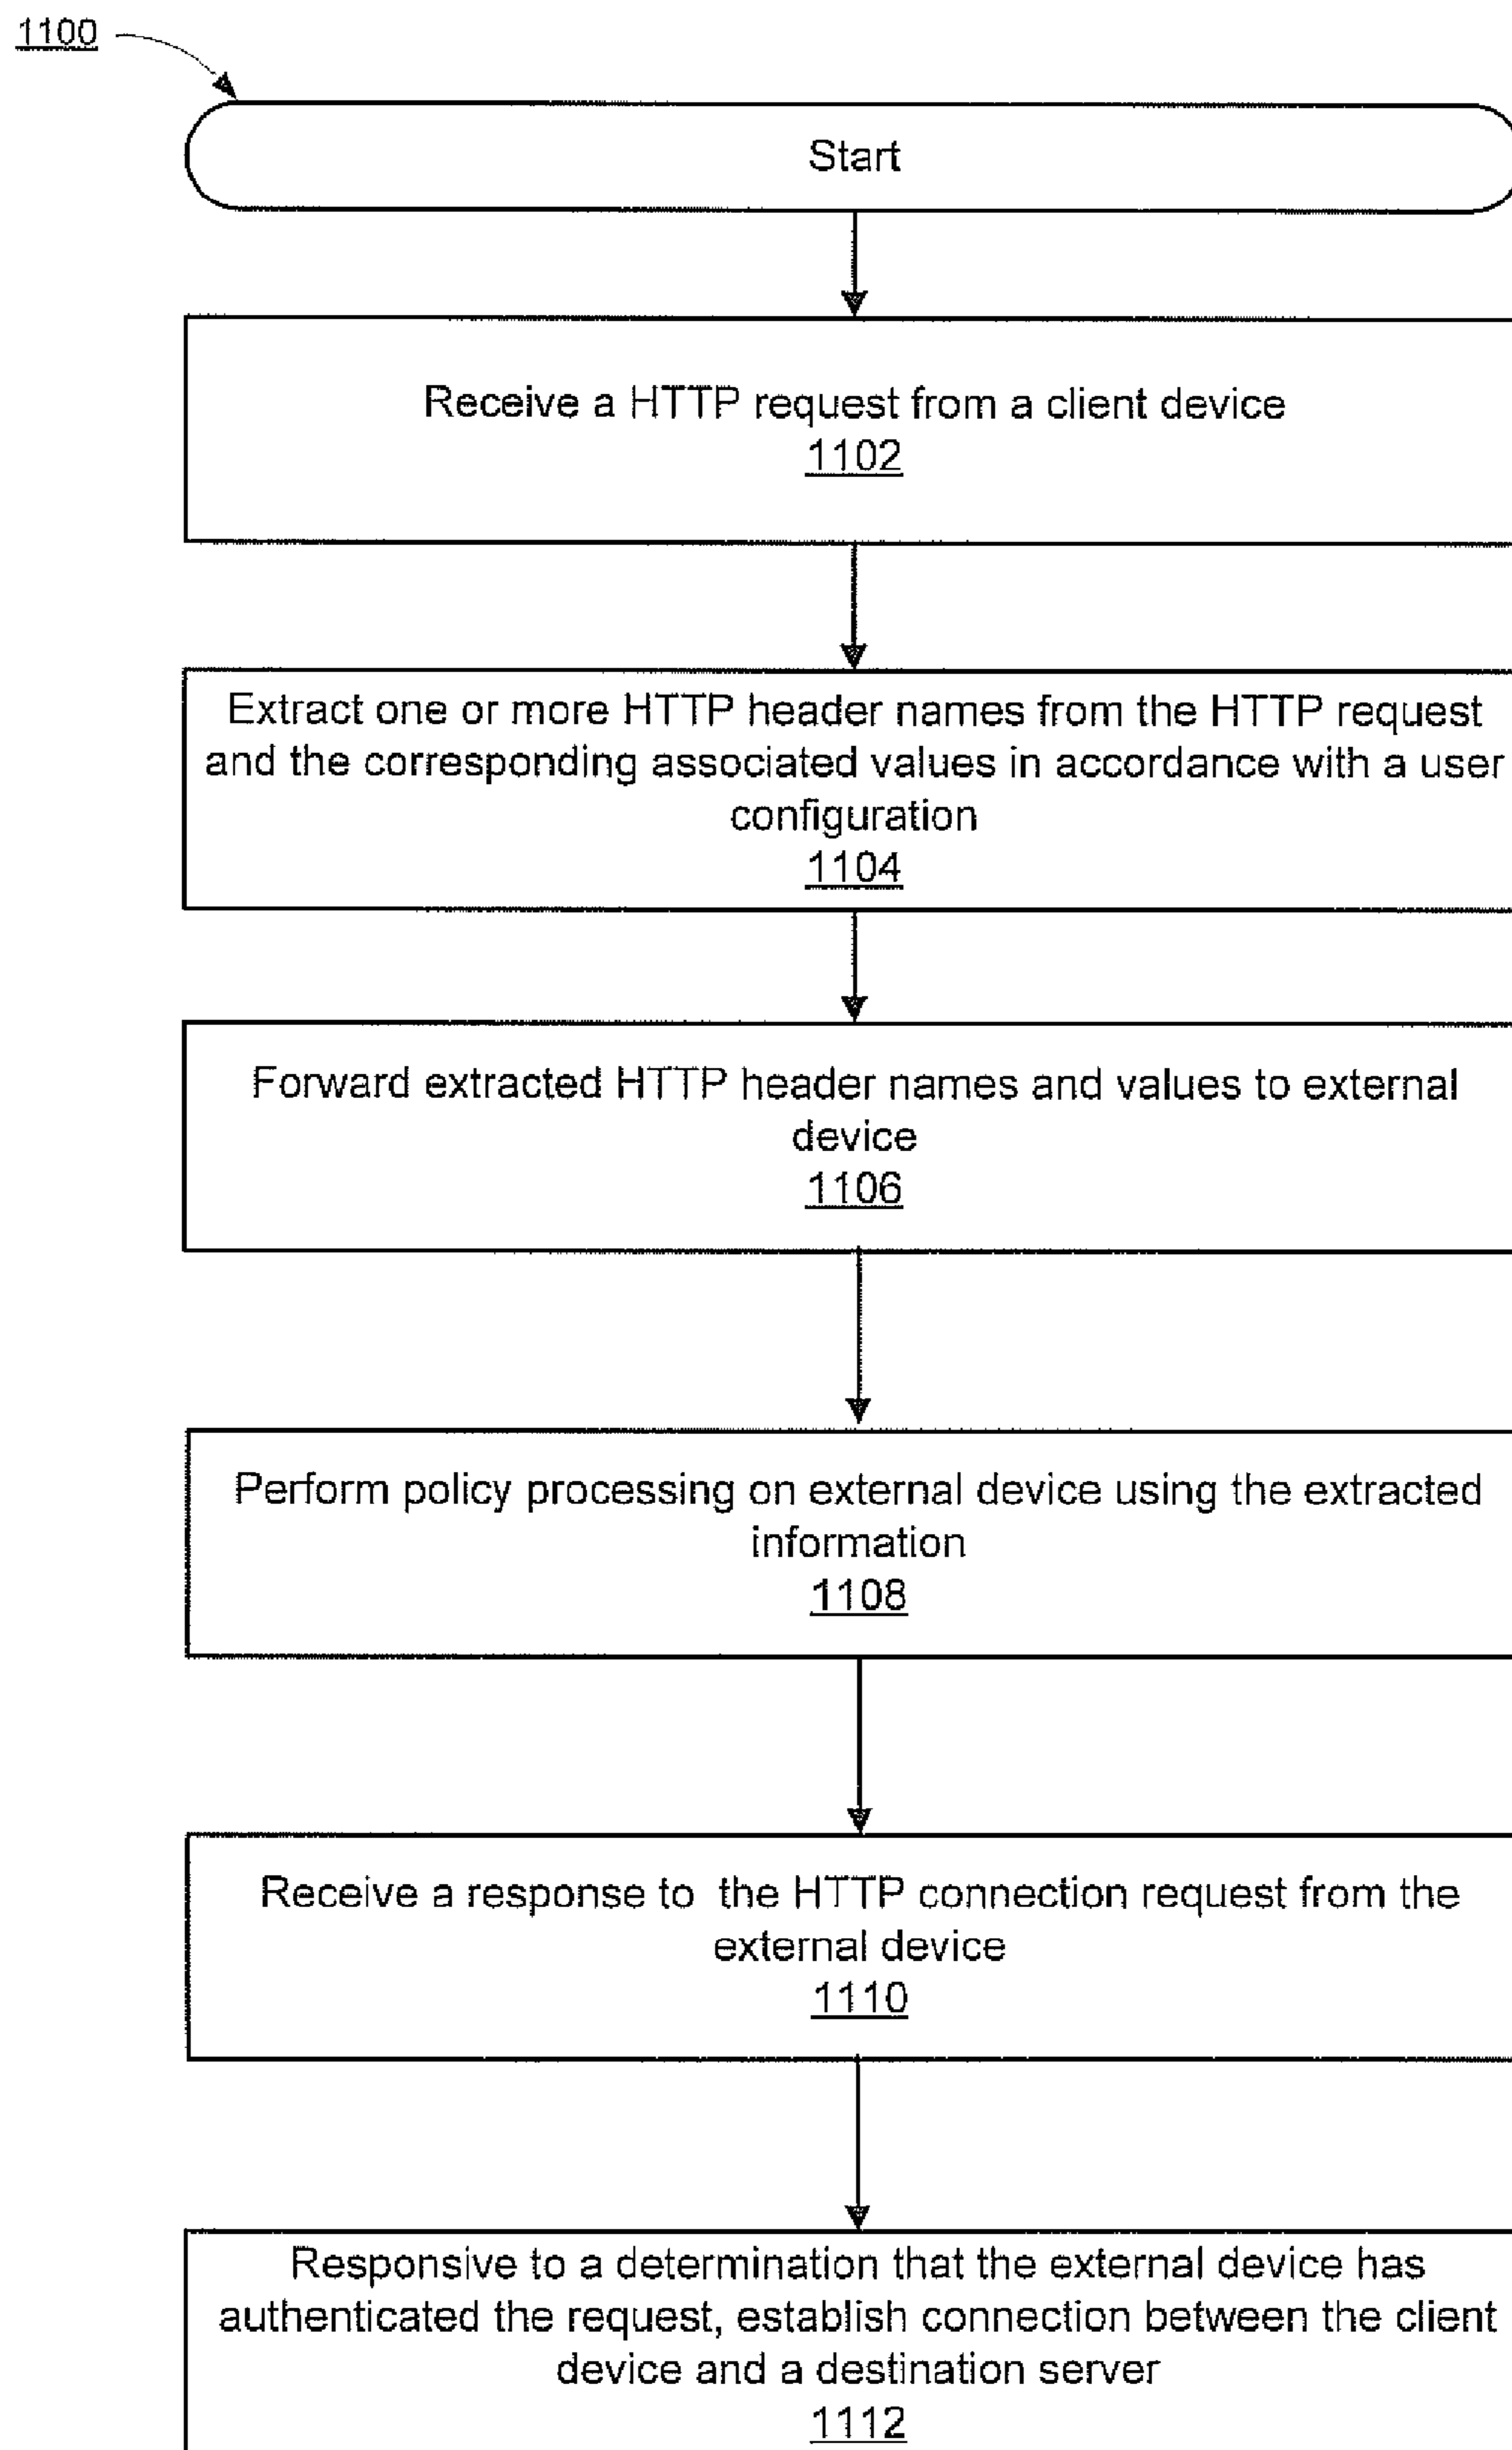 1100
Start
Receive a HTTP request from a client device
1102
Extract one or more HTTP header names from the HTTP request
and the corresponding associated values in accordance with a user
configuration
1104
Forward extracted HTTP header names and values to external
device
1106
Perform policy processing on external device using the extracted
information
1108
Receive a response to the HTTP connection request from the
external device
1110
Responsive to a determination that the external device has
authenticated the request, establish connection between the client
device and a destination server
1112